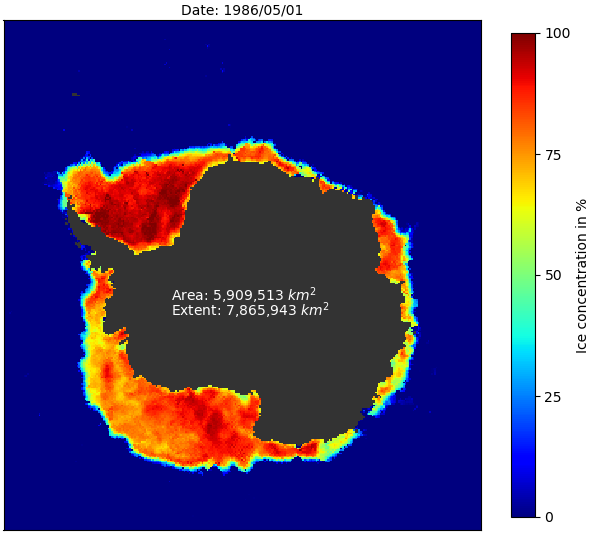 Date: 1986/05/01
Area: 5,909,513 km²
Extent: 7,865,943 km²
100
75
50
25
0
Ice concentration in %